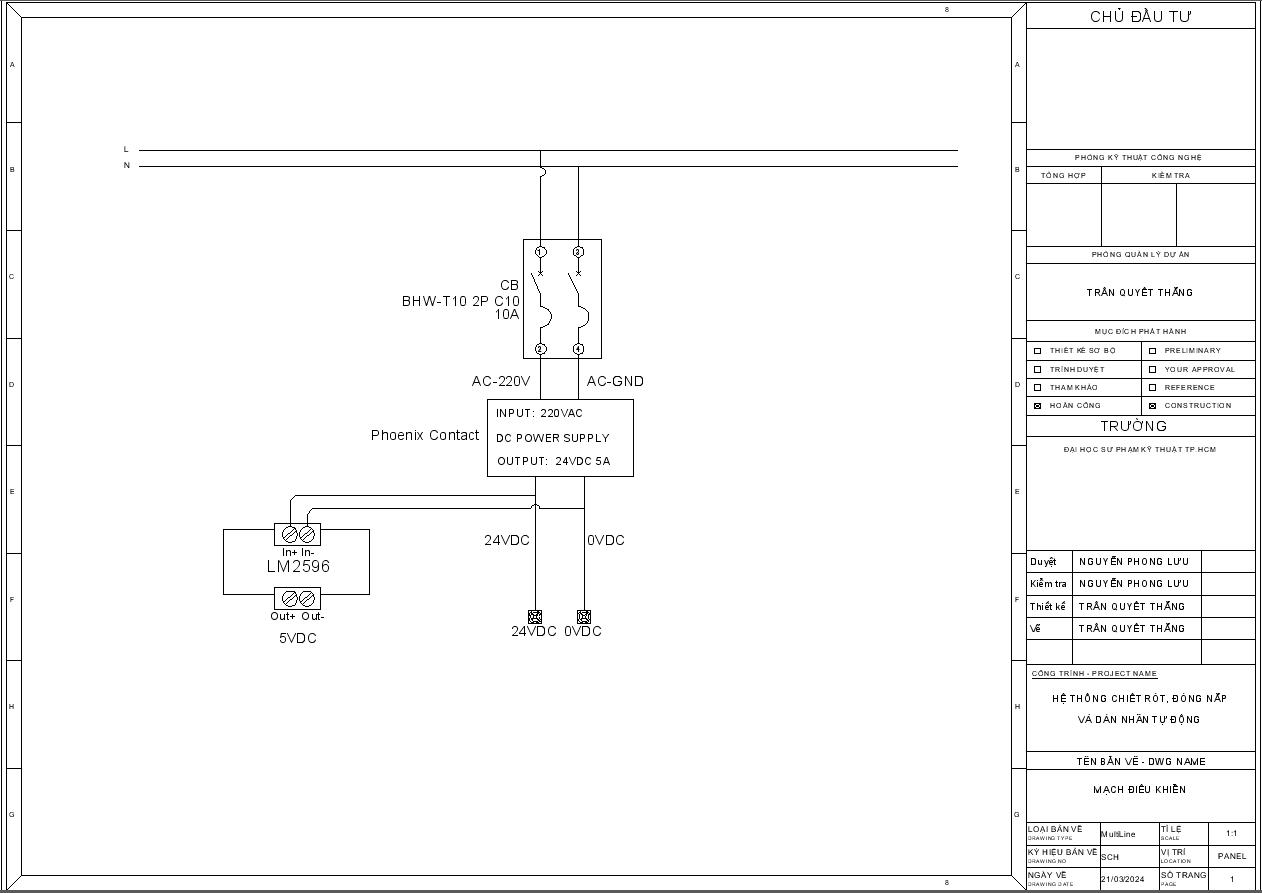 8
A
A
B
B
C
C
D
D
E
E
F
F
H
H
G
G
8
L
N
1
3
CB
BHW-T10 2P C10
10A
2
4
AC-220V
AC-GND
Phoenix Contact
INPUT: 220VAC
DC POWER SUPPLY
OUTPUT: 24VDC 5A
24VDC
0VDC
In+ In-
LM2596
Out+ Out-
5VDC
24VDC 0VDC
CHỦ ĐẦU TƯ
PHÒNG KỸ THUẬT CÔNG NGHỆ
TỔNG HỢP
KIỂM TRA
PHÒNG QUẢN LÝ DỰ ÁN
TRẦN QUYẾT THẮNG
MỤC ĐÍCH PHÁT HÀNH
THIẾT KẾ SƠ BỘ
PRELIMINARY
TRÌNH DUYỆT
YOUR APPROVAL
THAM KHẢO
REFERENCE
HOÀN CÔNG
CONSTRUCTION
TRƯỜNG
ĐẠI HỌC SƯ PHẠM KỸ THUẬT TP.HCM
Duyệt
NGUYỄN PHONG LƯU
Kiểm tra
NGUYỄN PHONG LƯU
Thiết kế
TRẦN QUYẾT THẮNG
Vẽ
TRẦN QUYẾT THẮNG
CÔNG TRÌNH - PROJECT NAME
HỆ THỐNG CHIẾT RÓT, ĐÓNG NẮP
VÀ DÁN NHÃN TỰ ĐỘNG
TÊN BẢN VẼ - DWG NAME
MẠCH ĐIỀU KHIỂN
LOẠI BẢN VẼ
DRAWING TYPE
MultiLine
TỈ LỆ
SCALE
1:1
KÝ HIỆU BẢN VẼ
DRAWING NO
SCH
VỊ TRÍ
LOCATION
PANEL
NGÀY VẼ
DRAWING DATE
21/03/2024
SỐ TRANG
PAGE
1